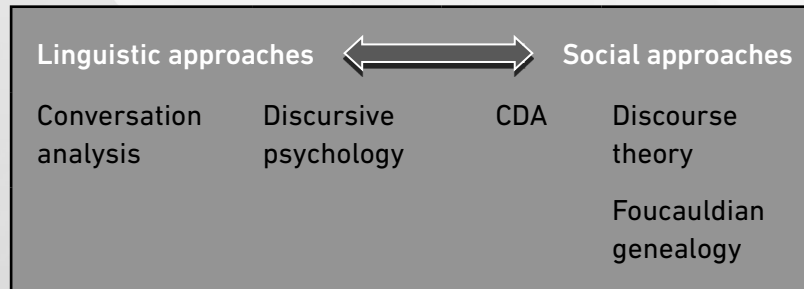 Linguistic approaches
Social approaches
Conversation
analysis
Discursive
psychology
CDA
Discourse
theory
Foucauldian
genealogy